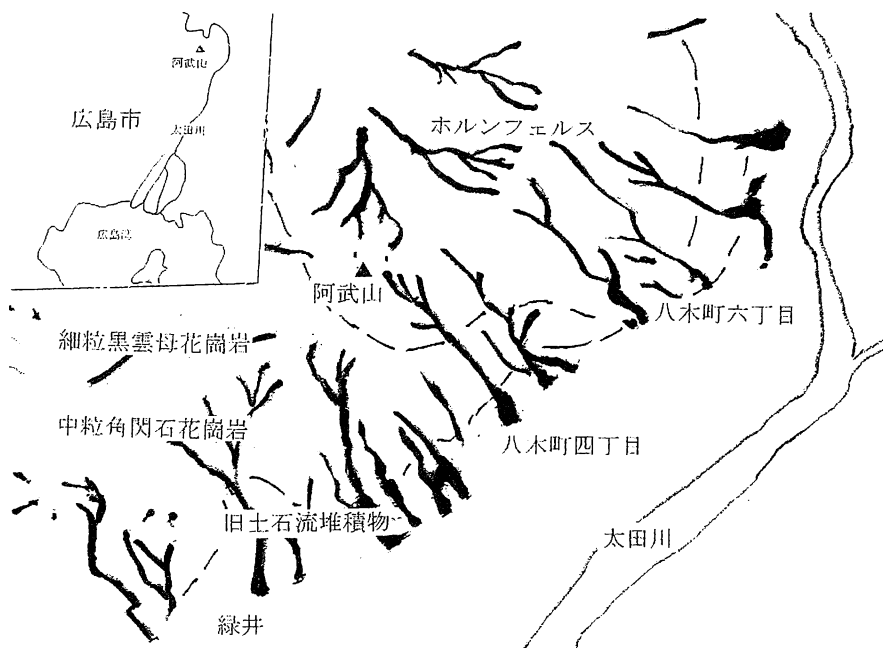 阿武山
広島市
太田川
広島湾
ホルンフェルス
阿武山
八木町六丁目
細粒黒雲母花崗岩
中粒角閃石花崗岩
八木町四丁目
旧土石流堆積物
太田川
緑井